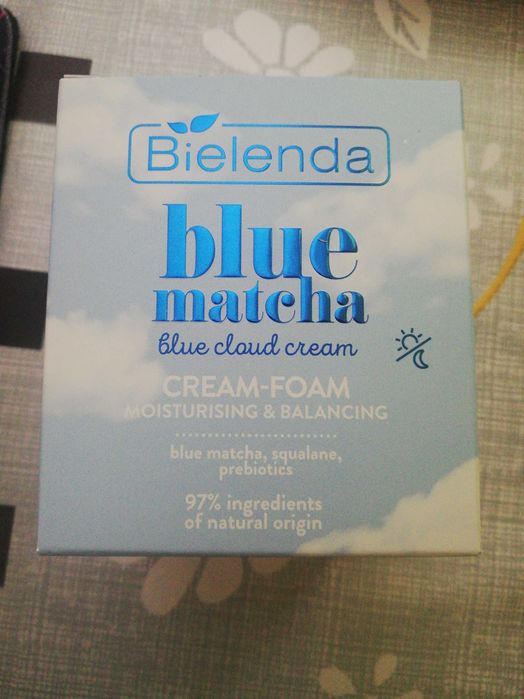 Bielenda
blue
matcha
blue cloud cream
CREAM-FOAM
MOISTURISING & BALANCING
blue matcha, squalane,
prebiotics
97% ingredients
of natural origin